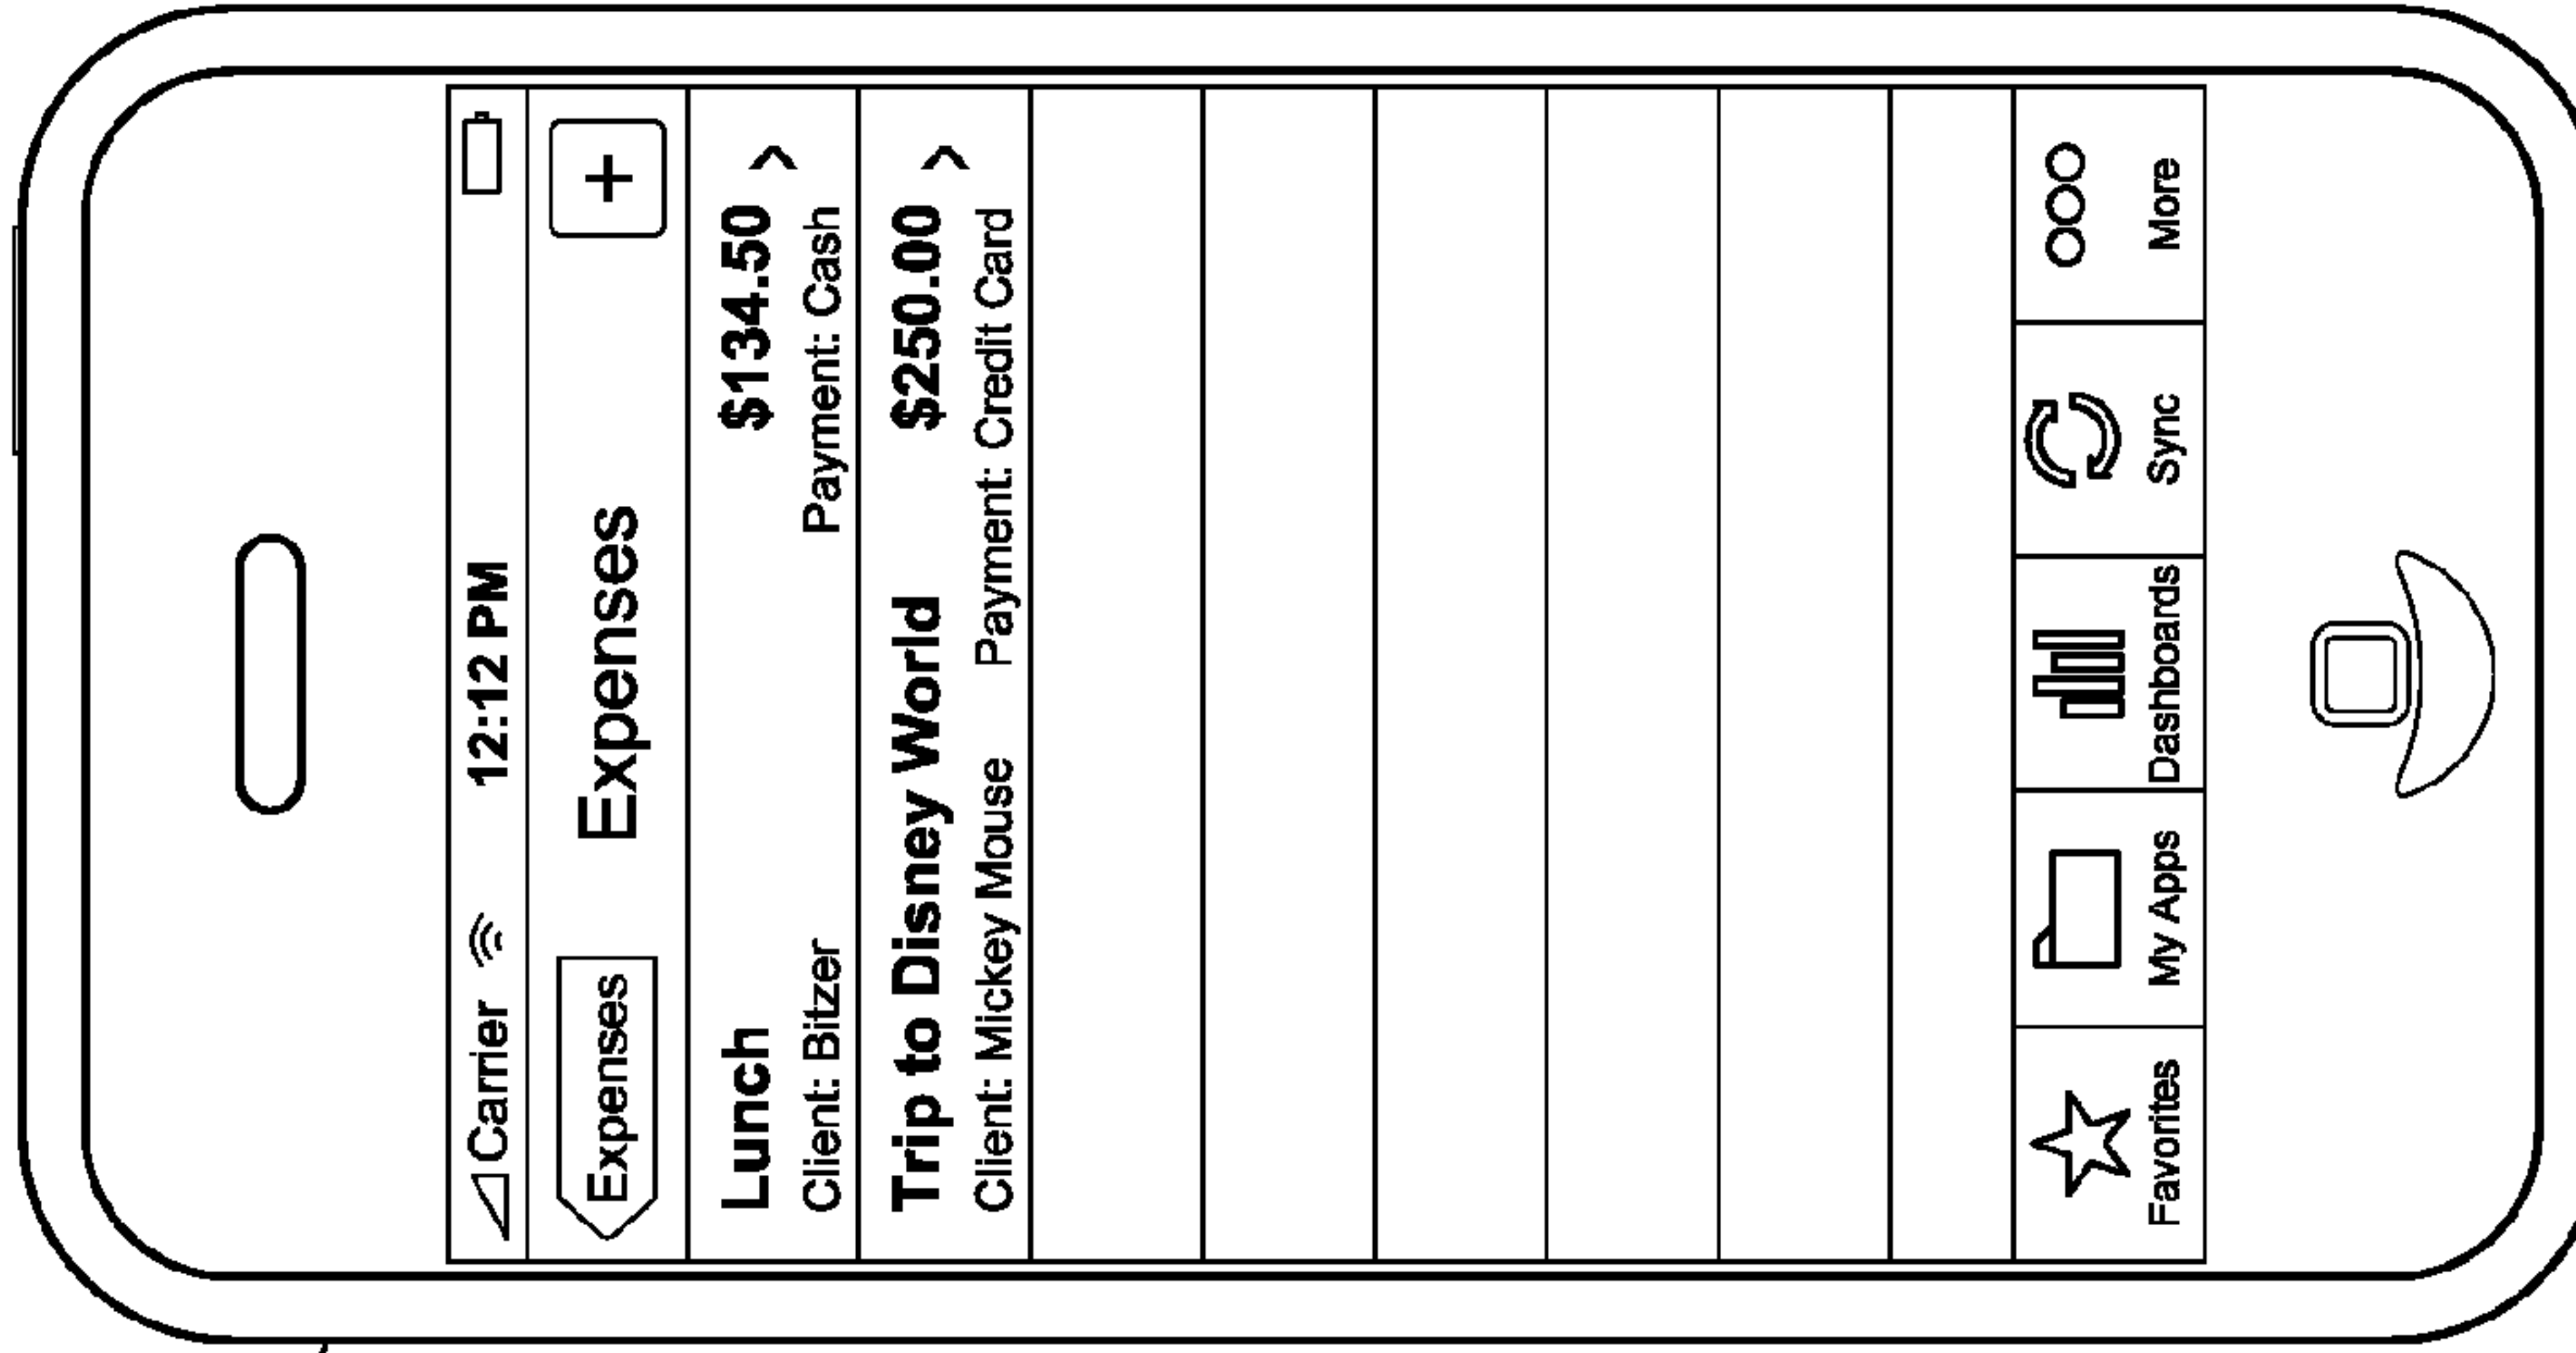 Carrier 12:12 PM
Expenses Expenses +
Lunch $134.50 >
Client: Bitzer Payment: Cash
Trip to Disney World $250.00 >
Client: Mickey Mouse Payment: Credit Card
Favorites My Apps Dashboards Sync More